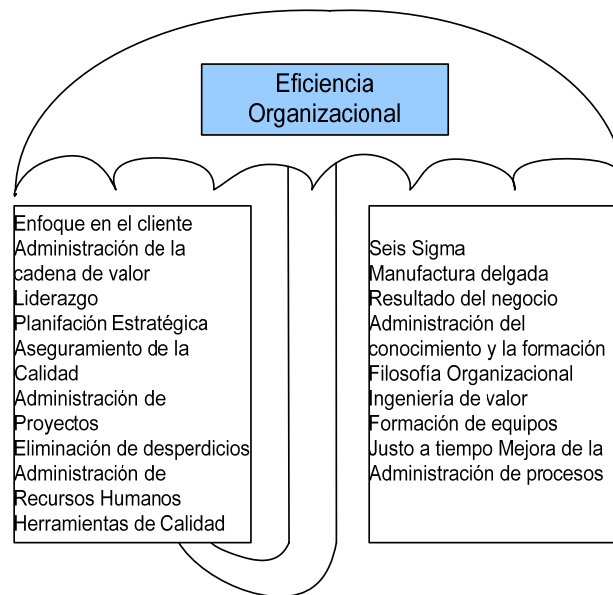 Eficiencia
Organizacional
Enfoque en el cliente
Administración de la
cadena de valor
Liderazgo
Planifación Estratégica
Aseguramiento de la
Calidad
Administración de
Proyectos
Eliminación de desperdicios
Administración de
Recursos Humanos
Herramientas de Calidad
Seis Sigma
Manufactura delgada
Resultado del negocio
Administración del
conocimiento y la formación
Filosofía Organizacional
Ingeniería de valor
Formación de equipos
Justo a tiempo Mejora de la
Administración de procesos